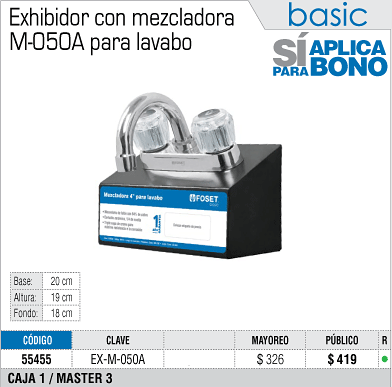 Exhibidor con mezcladora
M-050A para lavabo
basic
SÍ APLICA
PARA BONO
Mezcladora 4" para lavabo
FOSET
Base: 20 cm
Altura: 19 cm
Fondo: 18 cm
CÓDIGO CLAVE MAYOREO PÚBLICO R
55455 EX-M-050A $ 326 $ 419
CAJA 1 / MASTER 3